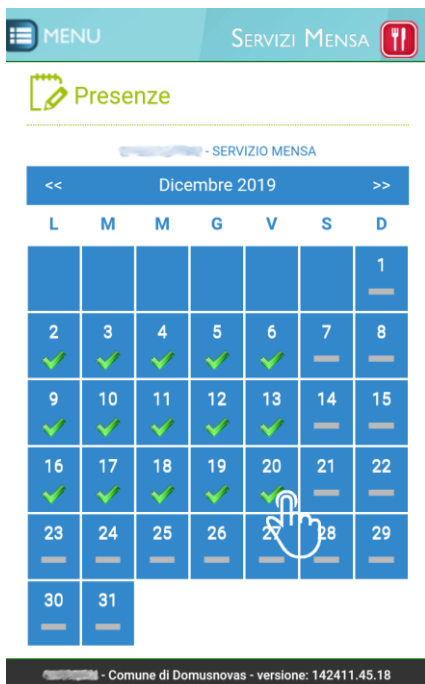 MENU
SERVIZI MENSA
Presenze
- SERVIZIO MENSA
<< Dicembre 2019 >>
L M M G V S D
1
2 3 4 5 6 7 8
9 10 11 12 13 14 15
16 17 18 19 20 21 22
23 24 25 26 27 28 29
30 31
- Comune di Domusnovas - versione: 142411.45.18